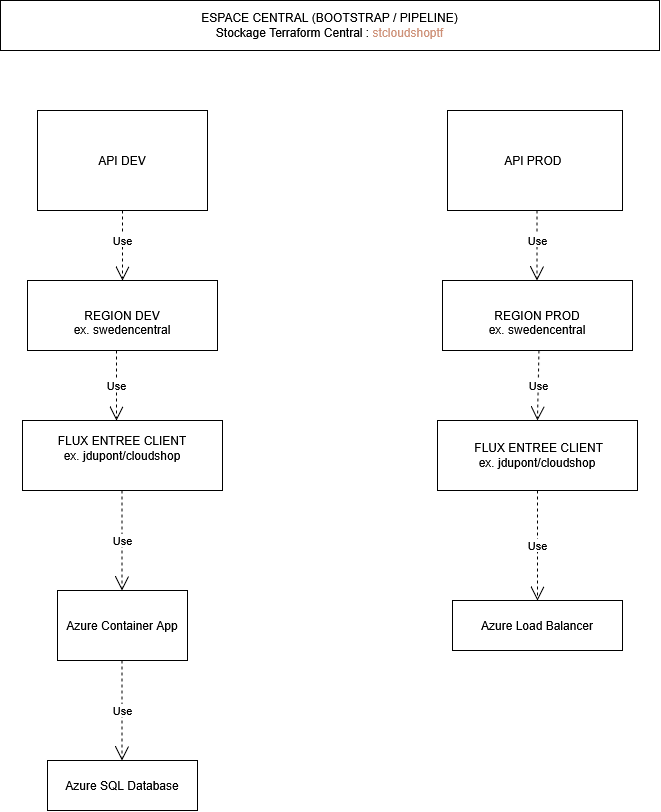 ESPACE CENTRAL (BOOTSTRAP / PIPELINE)
Stockage Terraform Central : stcloudshoptf
API DEV
Use
REGION DEV
ex. swedencentral
Use
FLUX ENTREE CLIENT
ex. jdupont/cloudshop
Use
Azure Container App
Use
Azure SQL Database
API PROD
Use
REGION PROD
ex. swedencentral
Use
FLUX ENTREE CLIENT
ex. jdupont/cloudshop
Use
Azure Load Balancer